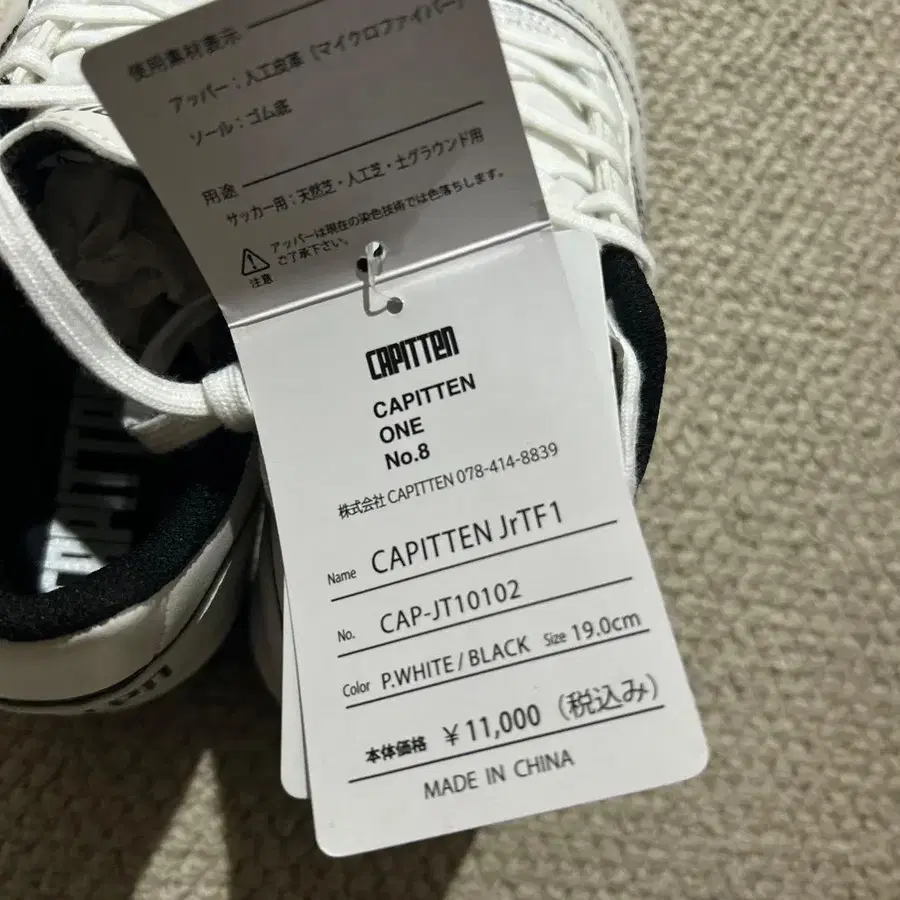 使用素材表示
アッパー：人工皮革（マイクロファイバー）
ソール：ゴム底
用途
サッカー用：天然芝・人工芝・土グラウンド用
アッパーは現在の染色技術では色落ちします。
ご了承下さい。
注意
CAPITTEN
CAPITTEN
ONE
No.8
株式会社 CAPITTEN 078-414-8839
Name CAPITTEN JrTF1
No. CAP-JT10102
Color P.WHITE / BLACK Size 19.0cm
本体価格 ¥11,000（税込み）
MADE IN CHINA
CAPITTEN